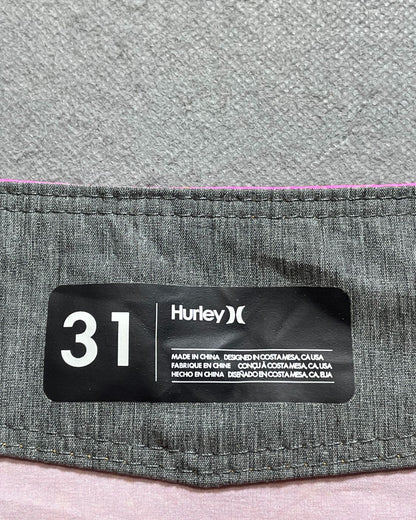 31
Hurley )(
MADE IN CHINA DESIGNED IN COSTA MESA, CA USA
FABRIQUE EN CHINE CONÇU À COSTA MESA, CA, USA
HECHO EN CHINA DISEÑADO EN COSTA MESA, CA, EUA